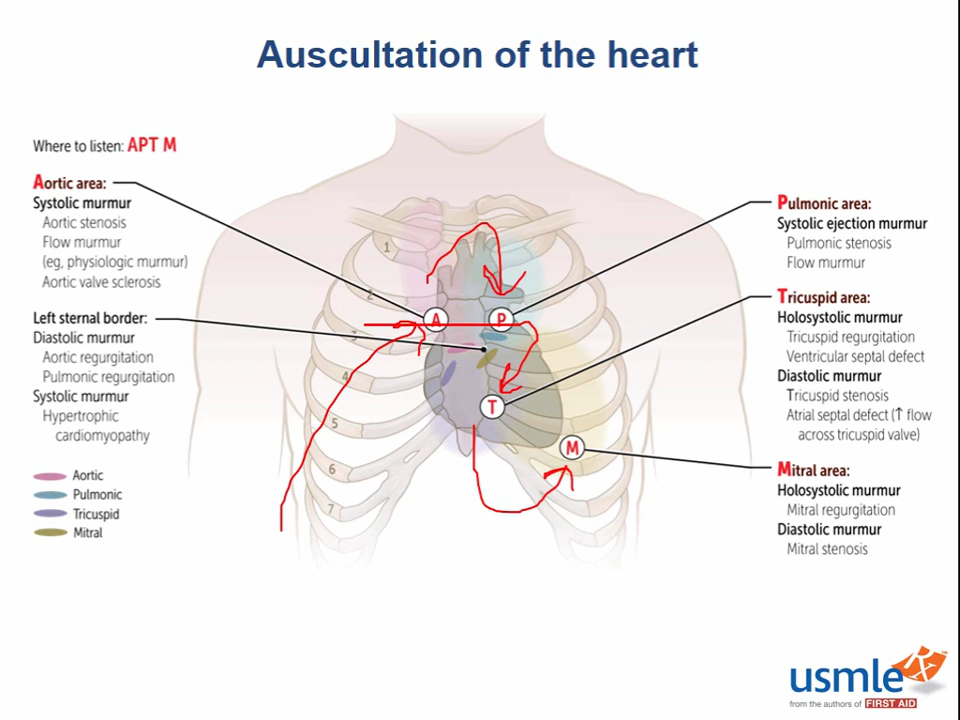 Auscultation of the heart
Where to listen: APT M
Aortic area:
Systolic murmur
Aortic stenosis
Flow murmur
(eg, physiologic murmur)
Aortic valve sclerosis
Left sternal border:
Diastolic murmur
Aortic regurgitation
Pulmonic regurgitation
Systolic murmur
Hypertrophic
cardiomyopathy
Aortic
Pulmonic
Tricuspid
Mitral
1
2
3
4
5
6
7
A
P
T
M
Pulmonic area:
Systolic ejection murmur
Pulmonic stenosis
Flow murmur
Tricuspid area:
Holosystolic murmur
Tricuspid regurgitation
Ventricular septal defect
Diastolic murmur
Tricuspid stenosis
Atrial septal defect (↑ flow
across tricuspid valve)
Mitral area:
Holosystolic murmur
Mitral regurgitation
Diastolic murmur
Mitral stenosis
usmle Rx
from the authors of FIRST AID